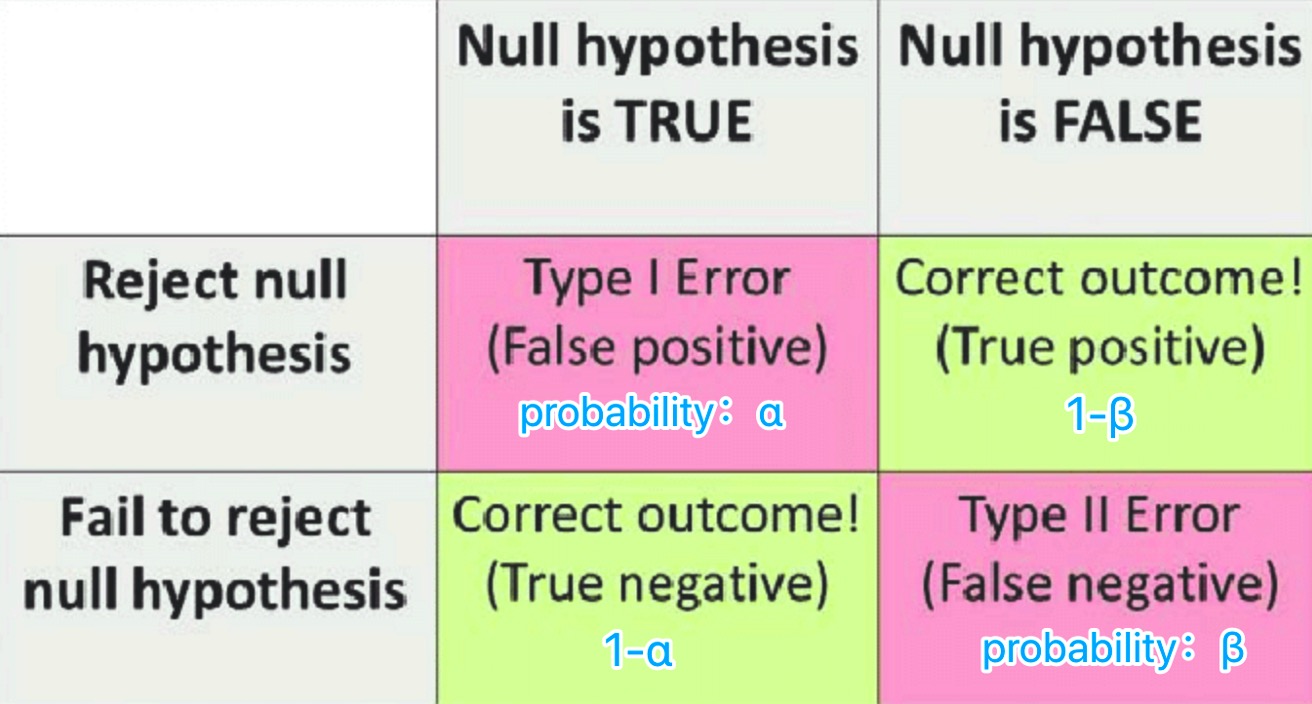 Null hypothesis
is TRUE
Null hypothesis
is FALSE
Reject null
hypothesis
Type I Error
(False positive)
probability：α
Correct outcome!
(True positive)
1-β
Fail to reject
null hypothesis
Correct outcome!
(True negative)
1-α
Type II Error
(False negative)
probability：β